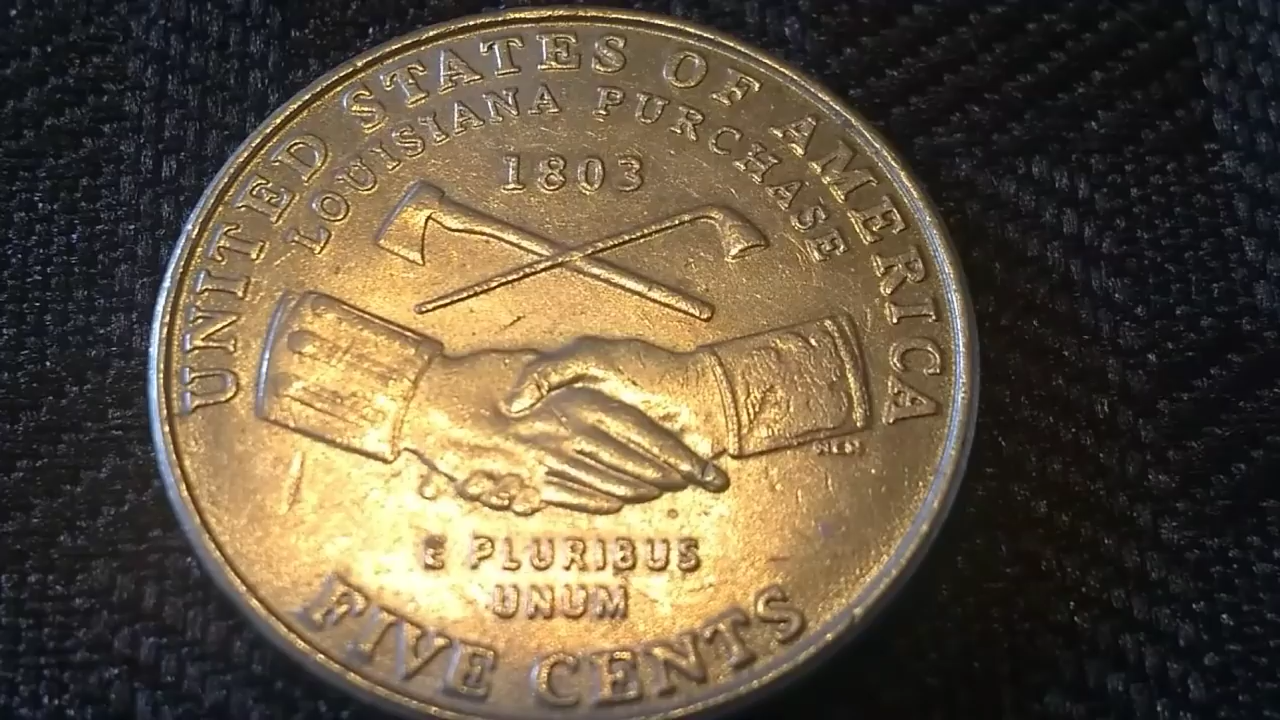 UNITED STATES OF AMERICA
LOUISIANA PURCHASE
1803
E PLURIBUS
UNUM
FIVE CENTS